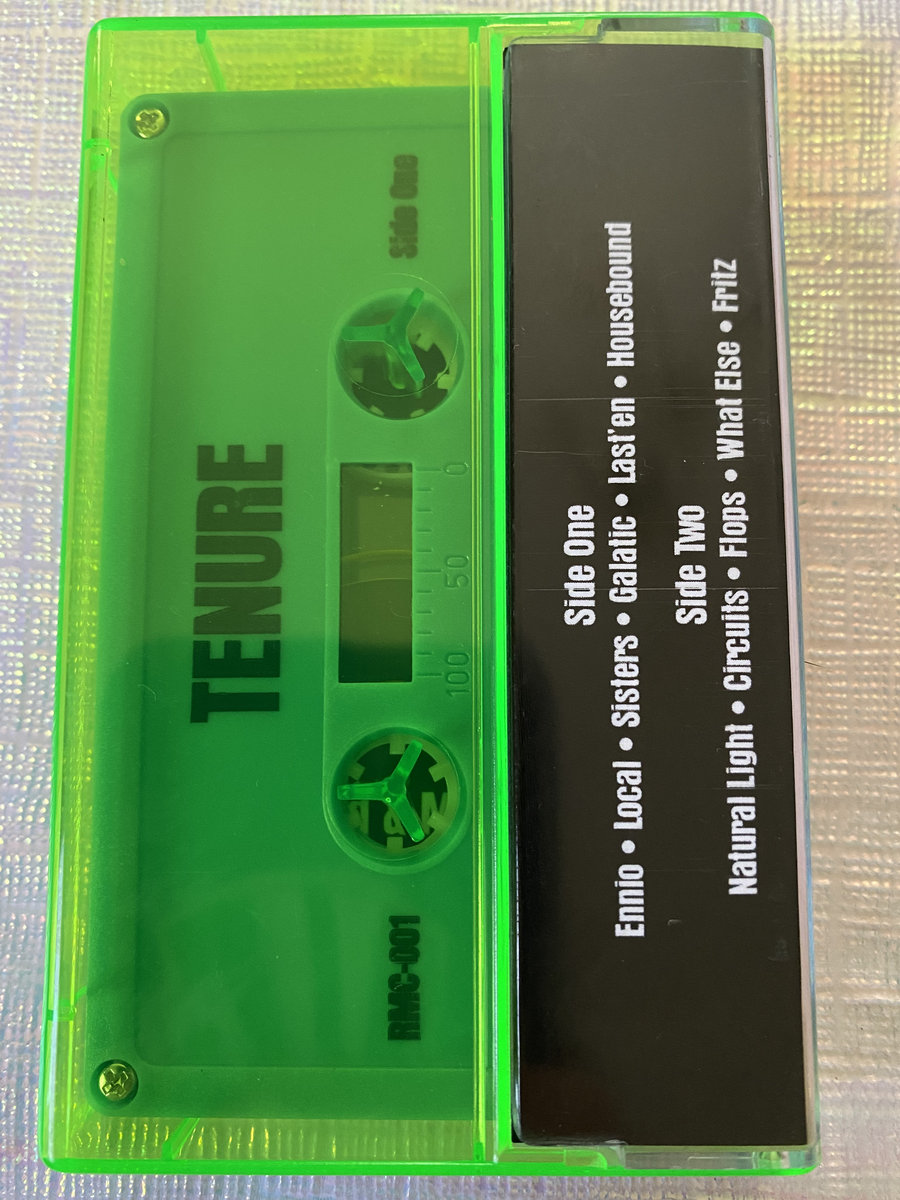 TENURE
RMC-001
Side One
100 50 0
Side One
Ennio • Local • Sisters • Galatic • Last'en • Housebound
Side Two
Natural Light • Circuits • Flops • What Else • Fritz